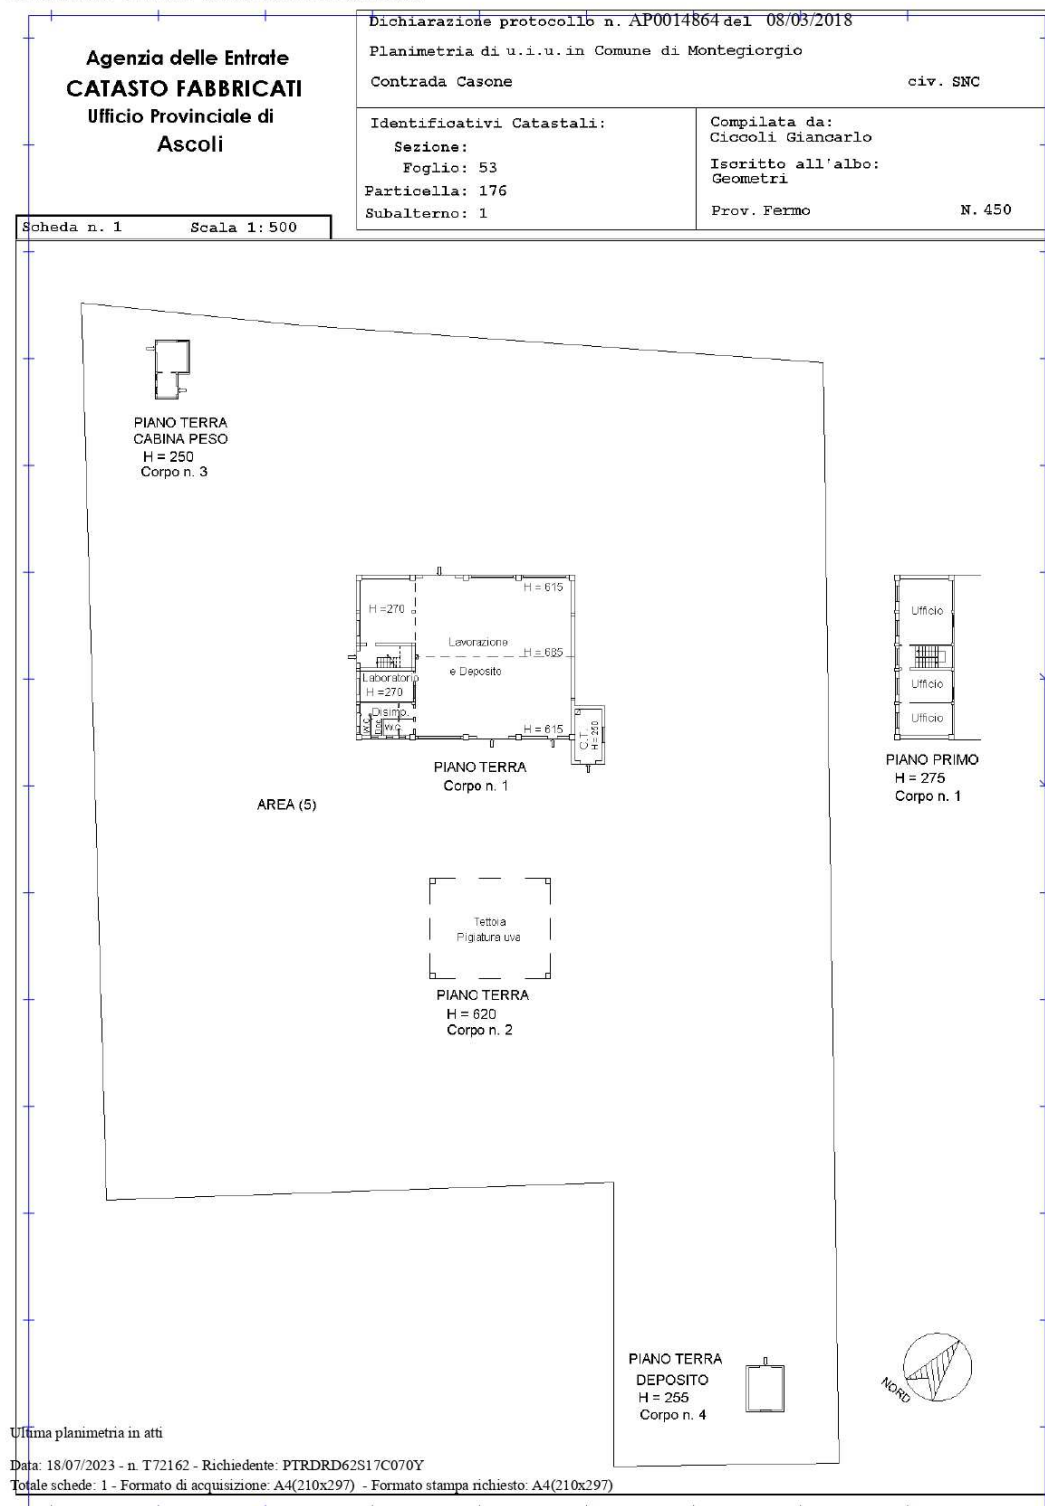 Agenzia delle Entrate
CATASTO FABBRICATI
Ufficio Provinciale di
Ascoli
Dichiarazione protocollo n. AP0014864 del 08/03/2018
Planimetria di u.i.u. in Comune di Montegiorgio
Contrada Casone civ. SNC
Identificativi Catastali:
Sezione:
Foglio: 53
Particella: 176
Subalterno: 1
Compilata da:
Ciccoli Giancarlo
Iscritto all'albo:
Geometri
Prov. Fermo N. 450
Scheda n. 1 Scala 1:500
PIANO TERRA
CABINA PESO
H = 250
Corpo n. 3
H = 615
H =270
Lavorazione
H = 685
e Deposito
Laboratorio
H =270
Disimp.
W.C.
W.C.
H = 615
C.T.
H = 250
PIANO TERRA
Corpo n. 1
Ufficio
Ufficio
Ufficio
PIANO PRIMO
H = 275
Corpo n. 1
AREA (5)
Tettoia
Pigiatura uva
PIANO TERRA
H = 620
Corpo n. 2
PIANO TERRA
DEPOSITO
H = 255
Corpo n. 4
NORD
Ultima planimetria in atti
Data: 18/07/2023 - n. T72162 - Richiedente: PTRDRD62S17C070Y
Totale schede: 1 - Formato di acquisizione: A4(210x297) - Formato stampa richiesto: A4(210x297)